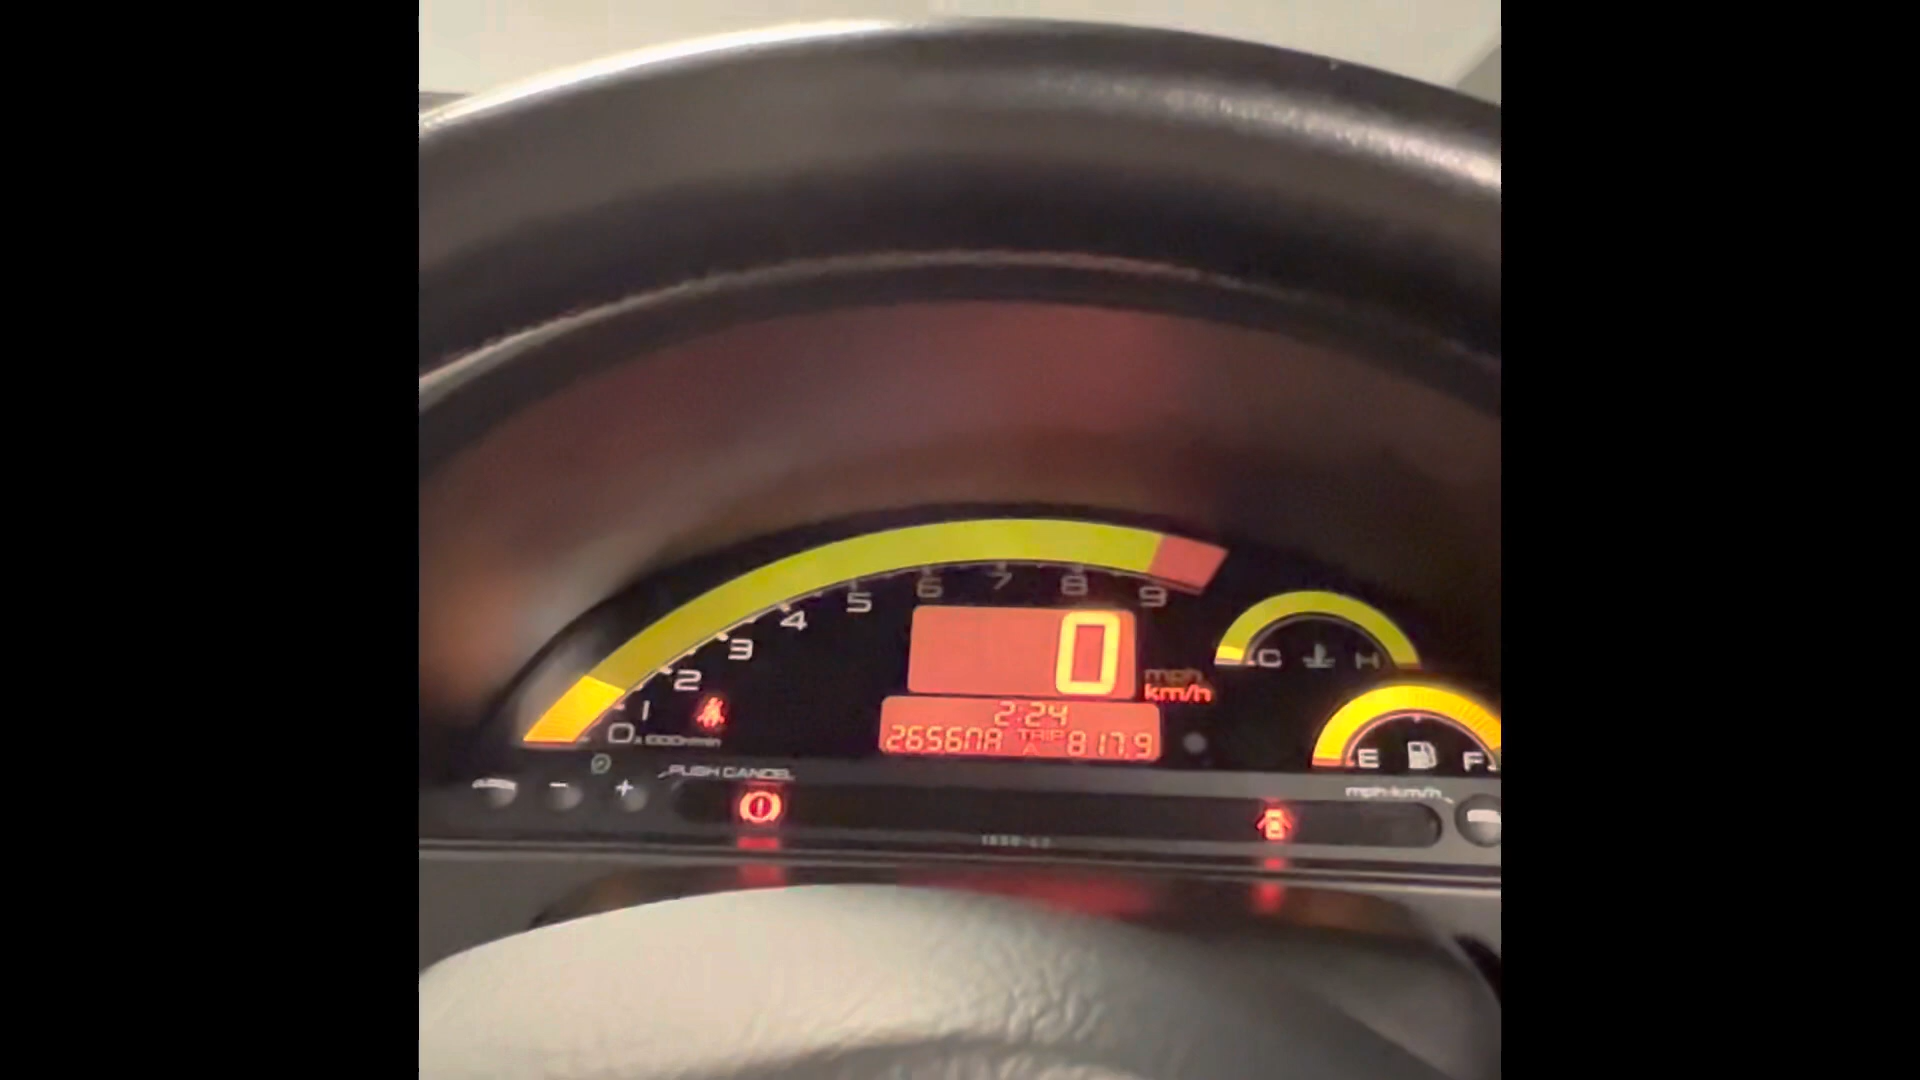 0 1 2 3 4 5 6 7 8 9
x1000r/min
0
mph
km/h
2:24
TRIP A 817.9
C H
E F
PUSH CANCEL
- +
mph·km/h